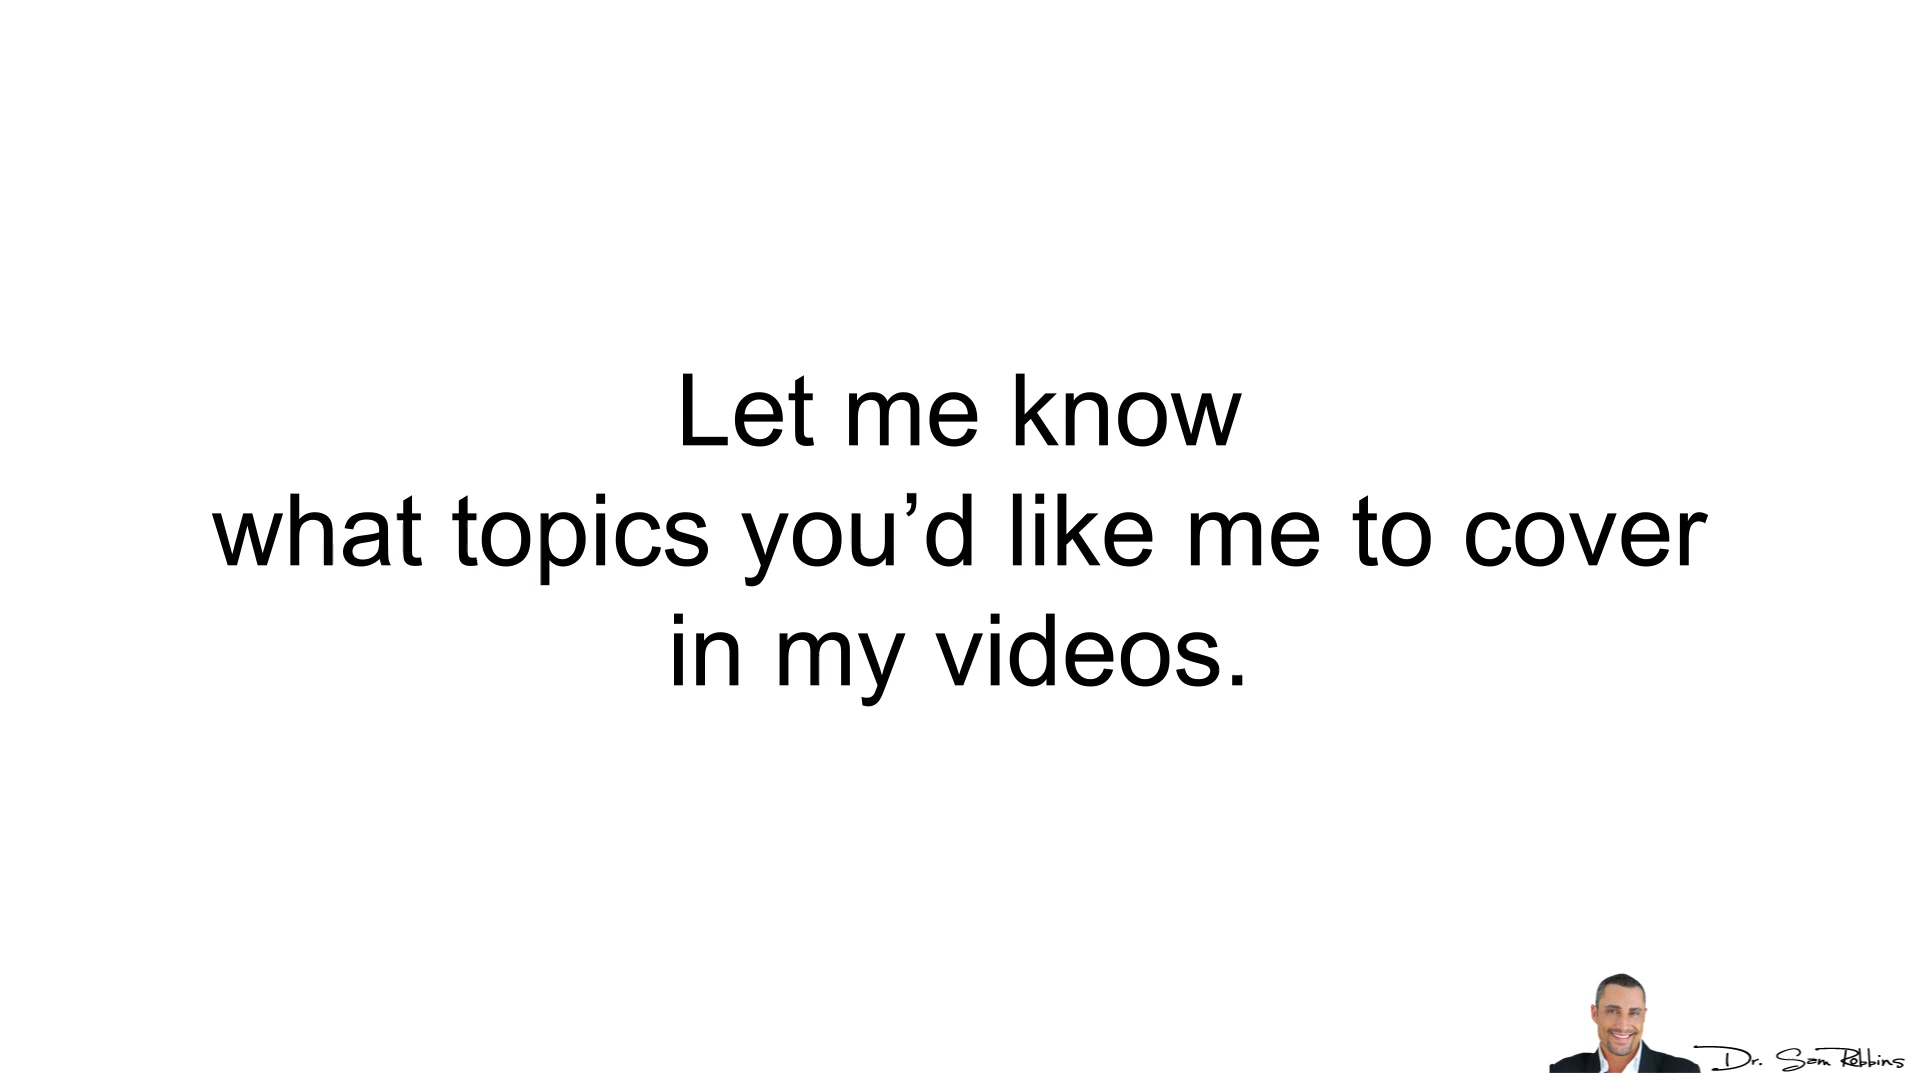 Let me know
what topics you’d like me to cover
in my videos.
Dr. Sam Robbins